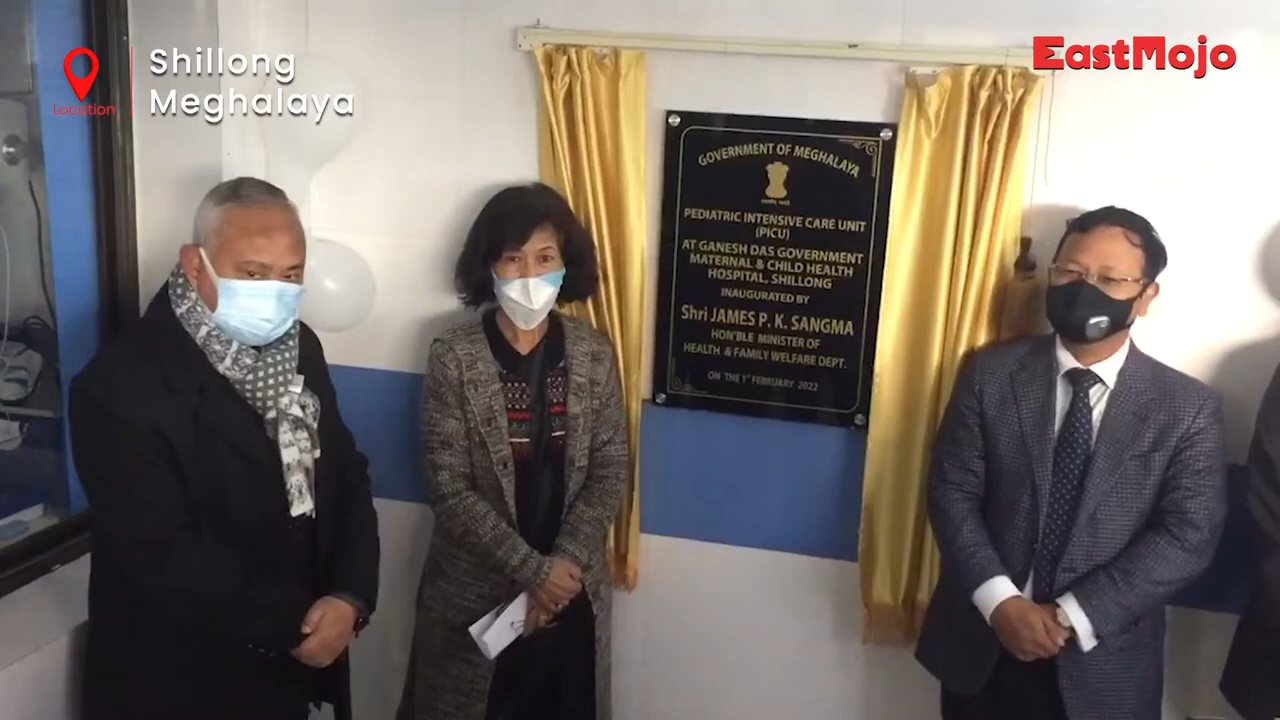 Location
Shillong
Meghalaya
EastMojo
GOVERNMENT OF MEGHALAYA
PEDIATRIC INTENSIVE CARE UNIT
(PICU)
AT GANESH DAS GOVERNMENT
MATERNAL & CHILD HEALTH
HOSPITAL, SHILLONG
INAUGURATED BY
Shri JAMES P. K. SANGMA
HON'BLE MINISTER OF
HEALTH & FAMILY WELFARE DEPT.
ON THE 1ST FEBRUARY 2022